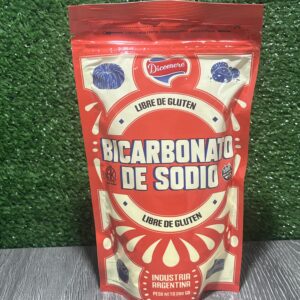 Dicomere
LIBRE DE GLUTEN
BICARBONATO
DE SODIO
LIBRE DE GLUTEN
INDUSTRIA
ARGENTINA